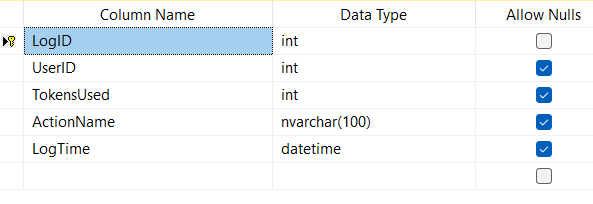 Column Name Data Type Allow Nulls
LogID int
UserID int
TokensUsed int
ActionName nvarchar(100)
LogTime datetime